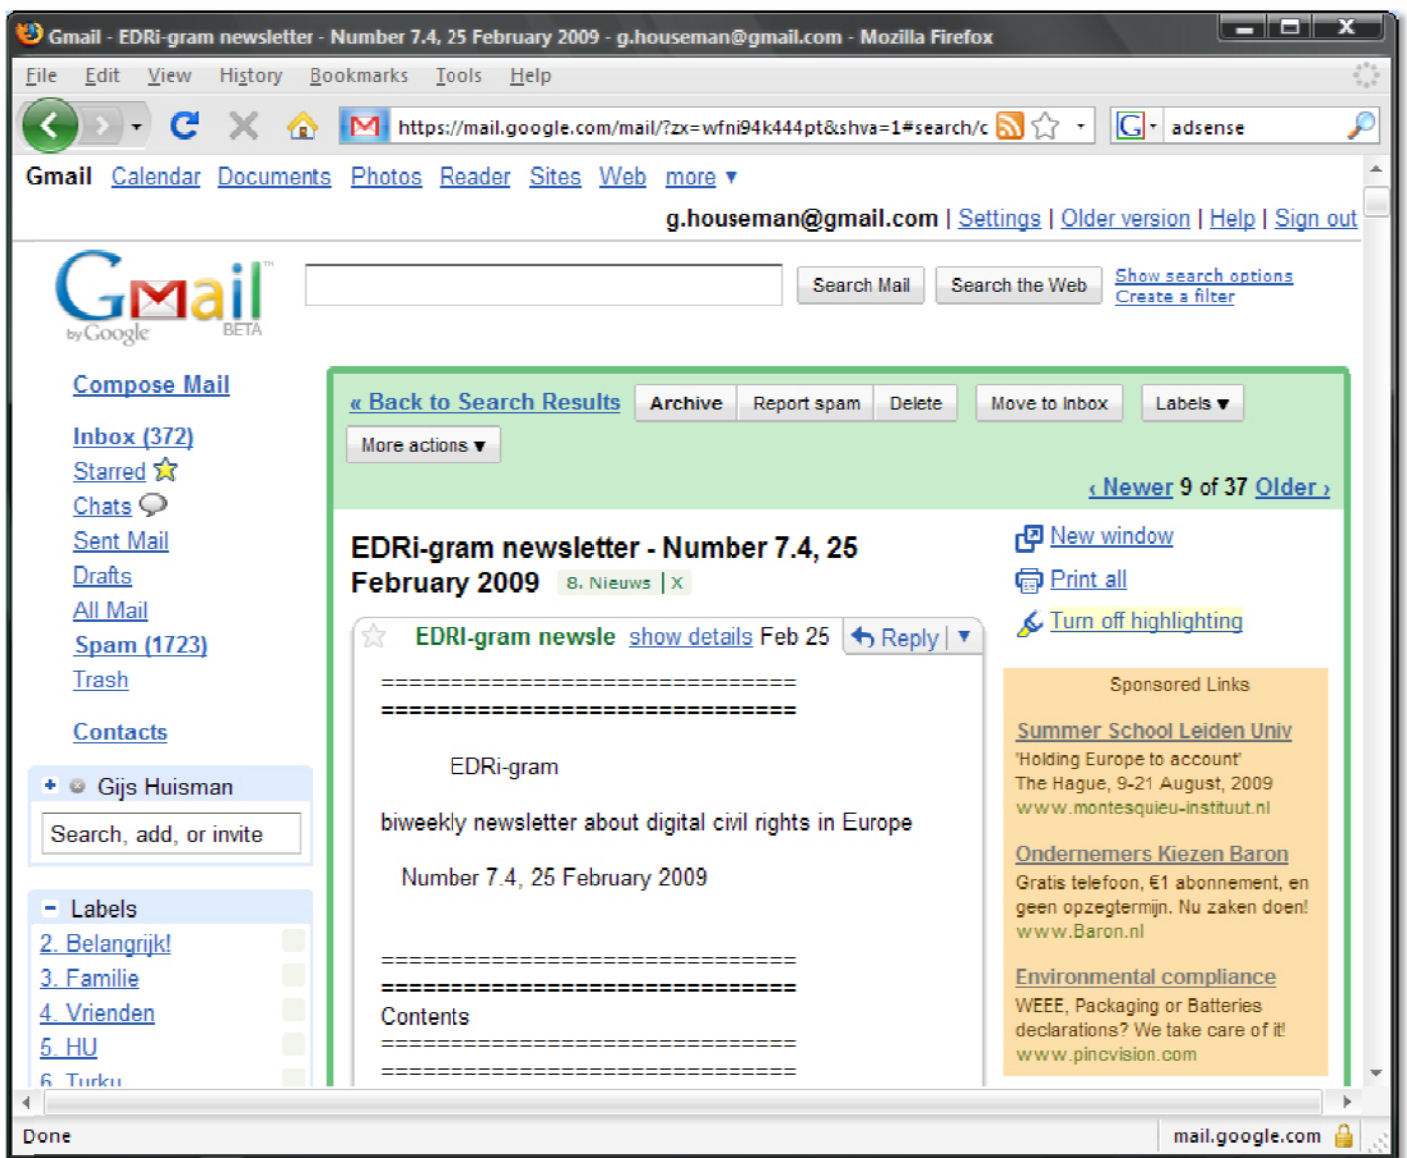 Gmail - EDRi-gram newsletter - Number 7.4, 25 February 2009 - g.houseman@gmail.com - Mozilla Firefox
File Edit View History Bookmarks Tools Help
https://mail.google.com/mail/?zx=wfni94k444pt&shva=1#search/c G adsense
Gmail Calendar Documents Photos Reader Sites Web more ▼
g.houseman@gmail.com | Settings | Older version | Help | Sign out
Gmail™
by Google BETA
Search Mail Search the Web Show search options
Create a filter
Compose Mail
Inbox (372)
Starred
Chats
Sent Mail
Drafts
All Mail
Spam (1723)
Trash
Contacts
Gijs Huisman
Search, add, or invite
Labels
2. Belangrijk!
3. Familie
4. Vrienden
5. HU
6. Turku
« Back to Search Results Archive Report spam Delete Move to Inbox Labels ▼
More actions ▼
‹ Newer 9 of 37 Older ›
EDRi-gram newsletter - Number 7.4, 25
February 2009 8. Nieuws | X
EDRI-gram newsle show details Feb 25 Reply | ▼
==============================
==============================
EDRi-gram
biweekly newsletter about digital civil rights in Europe
Number 7.4, 25 February 2009
==============================
==============================
Contents
==============================
==============================
New window
Print all
Turn off highlighting
Sponsored Links
Summer School Leiden Univ
'Holding Europe to account'
The Hague, 9-21 August, 2009
www.montesquieu-instituut.nl
Ondernemers Kiezen Baron
Gratis telefoon, €1 abonnement, en
geen opzegtermijn. Nu zaken doen!
www.Baron.nl
Environmental compliance
WEEE, Packaging or Batteries
declarations? We take care of it!
www.pincvision.com
Done mail.google.com